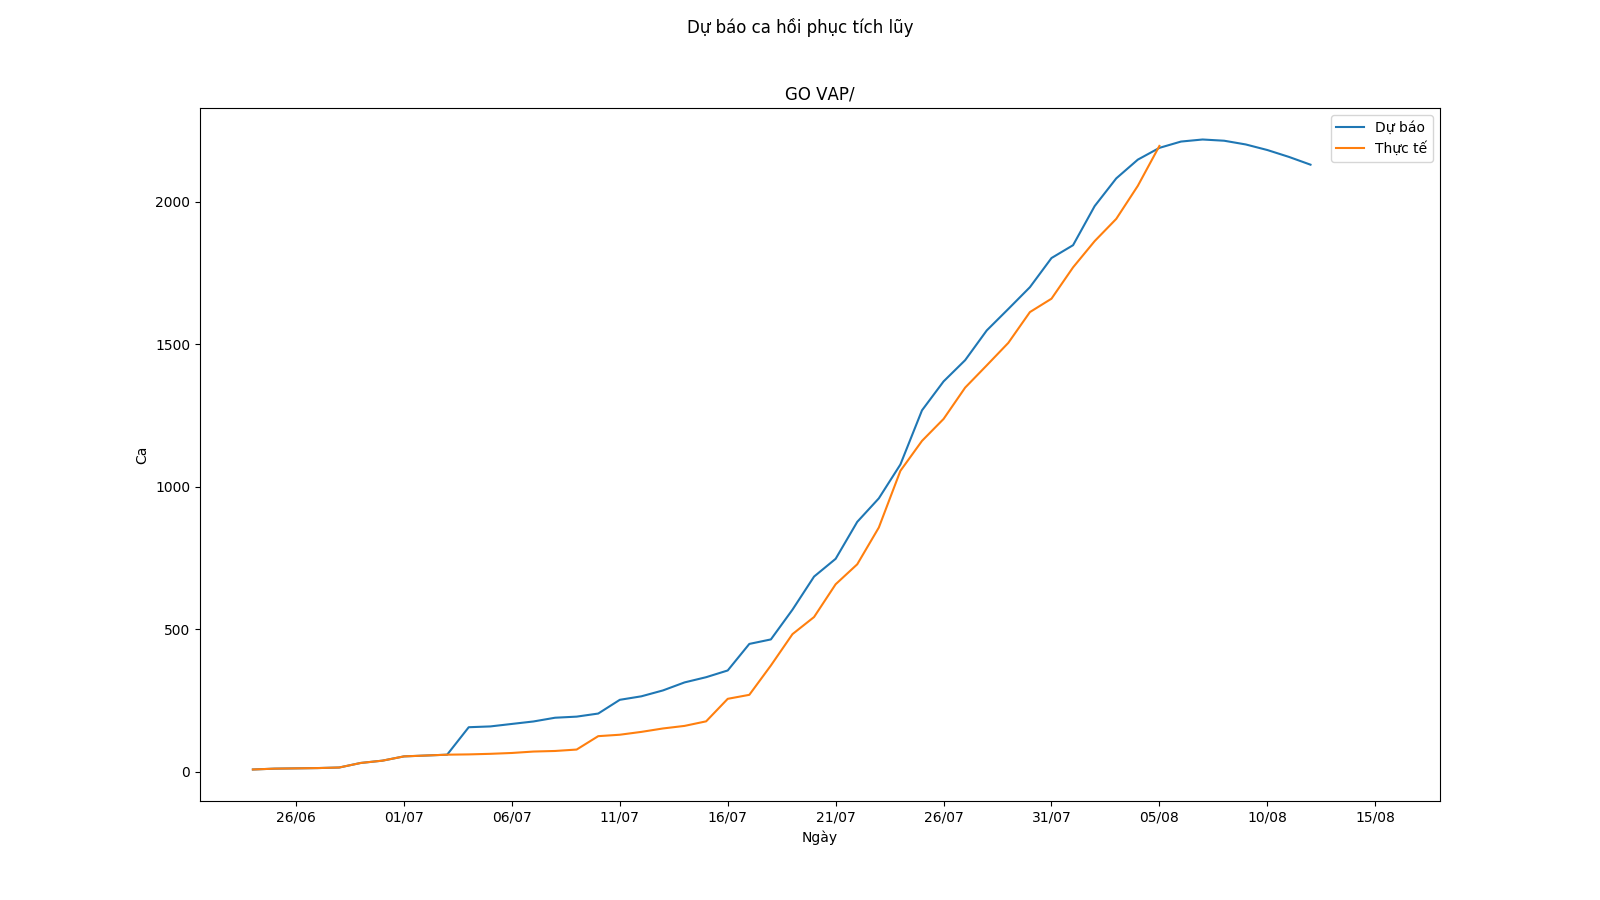 Dự báo ca hồi phục tích lũy
GO VAP/
Dự báo
Thực tế
2000
1500
1000
500
0
Ca
26/06 01/07 06/07 11/07 16/07 21/07 26/07 31/07 05/08 10/08 15/08
Ngày